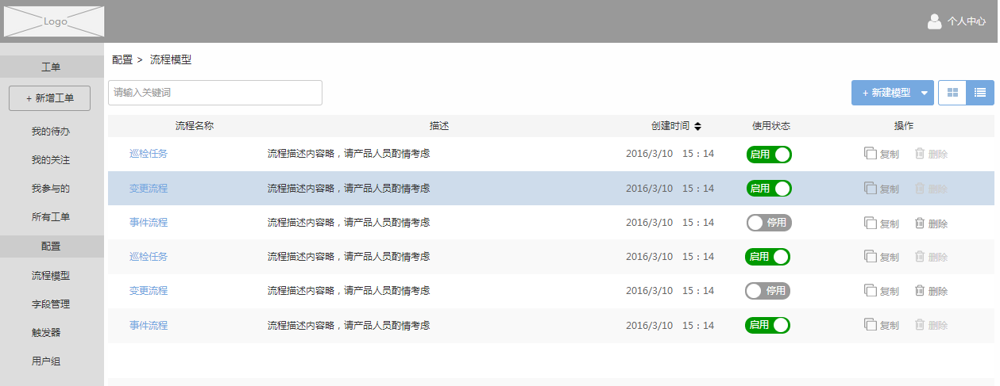 Logo
个人中心
工单
+ 新增工单
我的待办
我的关注
我参与的
所有工单
配置
流程模型
字段管理
触发器
用户组
配置 > 流程模型
请输入关键词
+ 新建模型
流程名称 描述 创建时间 使用状态 操作
巡检任务 流程描述内容略，请产品人员酌情考虑 2016/3/10 15：14 启用 复制 删除
变更流程 流程描述内容略，请产品人员酌情考虑 2016/3/10 15：14 启用 复制 删除
事件流程 流程描述内容略，请产品人员酌情考虑 2016/3/10 15：14 停用 复制 删除
巡检任务 流程描述内容略，请产品人员酌情考虑 2016/3/10 15：14 启用 复制 删除
变更流程 流程描述内容略，请产品人员酌情考虑 2016/3/10 15：14 停用 复制 删除
事件流程 流程描述内容略，请产品人员酌情考虑 2016/3/10 15：14 启用 复制 删除